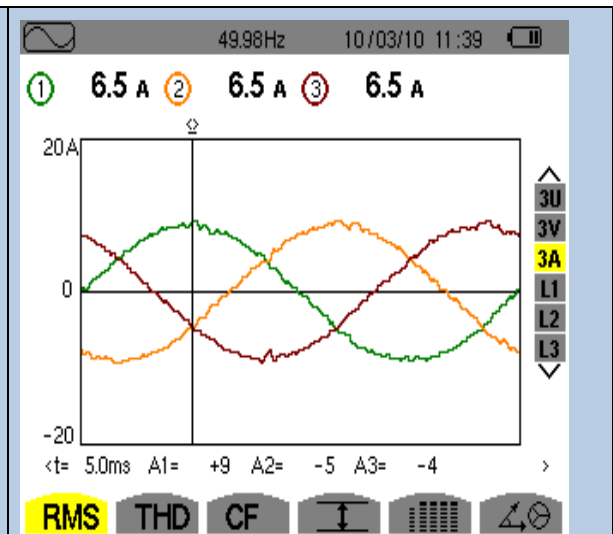 49.98Hz 10/03/10 11:39
1 6.5 A 2 6.5 A 3 6.5 A
20A
3U
3V
3A
0
L1
L2
L3
-20
<t= 5.0ms A1= +9 A2= -5 A3= -4 >
RMS THD CF